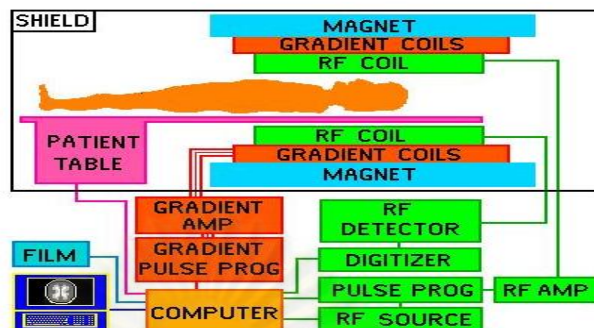 SHIELD
MAGNET
GRADIENT COILS
RF COIL
RF COIL
GRADIENT COILS
MAGNET
PATIENT
TABLE
GRADIENT
AMP
RF
DETECTOR
FILM
GRADIENT
PULSE PROG
DIGITIZER
COMPUTER
PULSE PROG
RF AMP
RF SOURCE